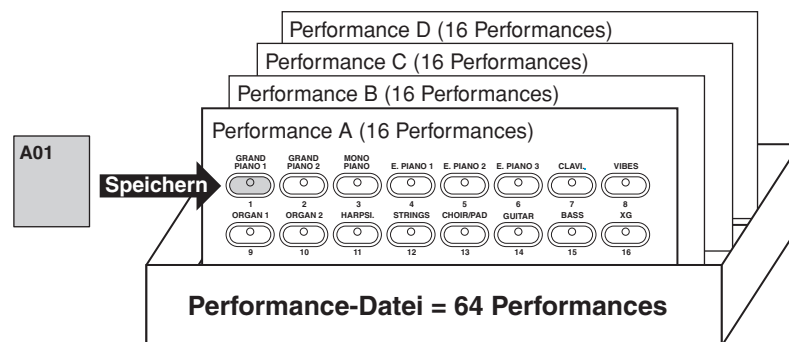 Performance D (16 Performances)
Performance C (16 Performances)
Performance B (16 Performances)
Performance A (16 Performances)
A01
Speichern
GRAND PIANO 1
GRAND PIANO 2
MONO PIANO
E. PIANO 1
E. PIANO 2
E. PIANO 3
CLAVI.
VIBES
1 2 3 4 5 6 7 8
ORGAN 1 ORGAN 2 HARPSI. STRINGS CHOIR/PAD GUITAR BASS XG
9 10 11 12 13 14 15 16
Performance-Datei = 64 Performances